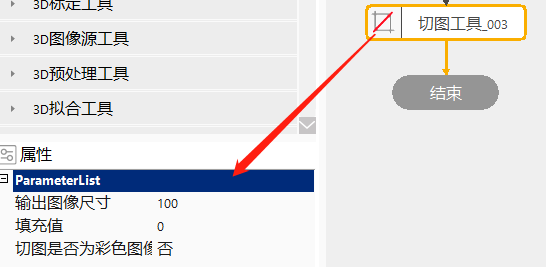 3D标定工具
3D图像源工具
3D预处理工具
3D拟合工具
切图工具_003
结束
属性
ParameterList
输出图像尺寸 100
填充值 0
切图是否为彩色图像 否